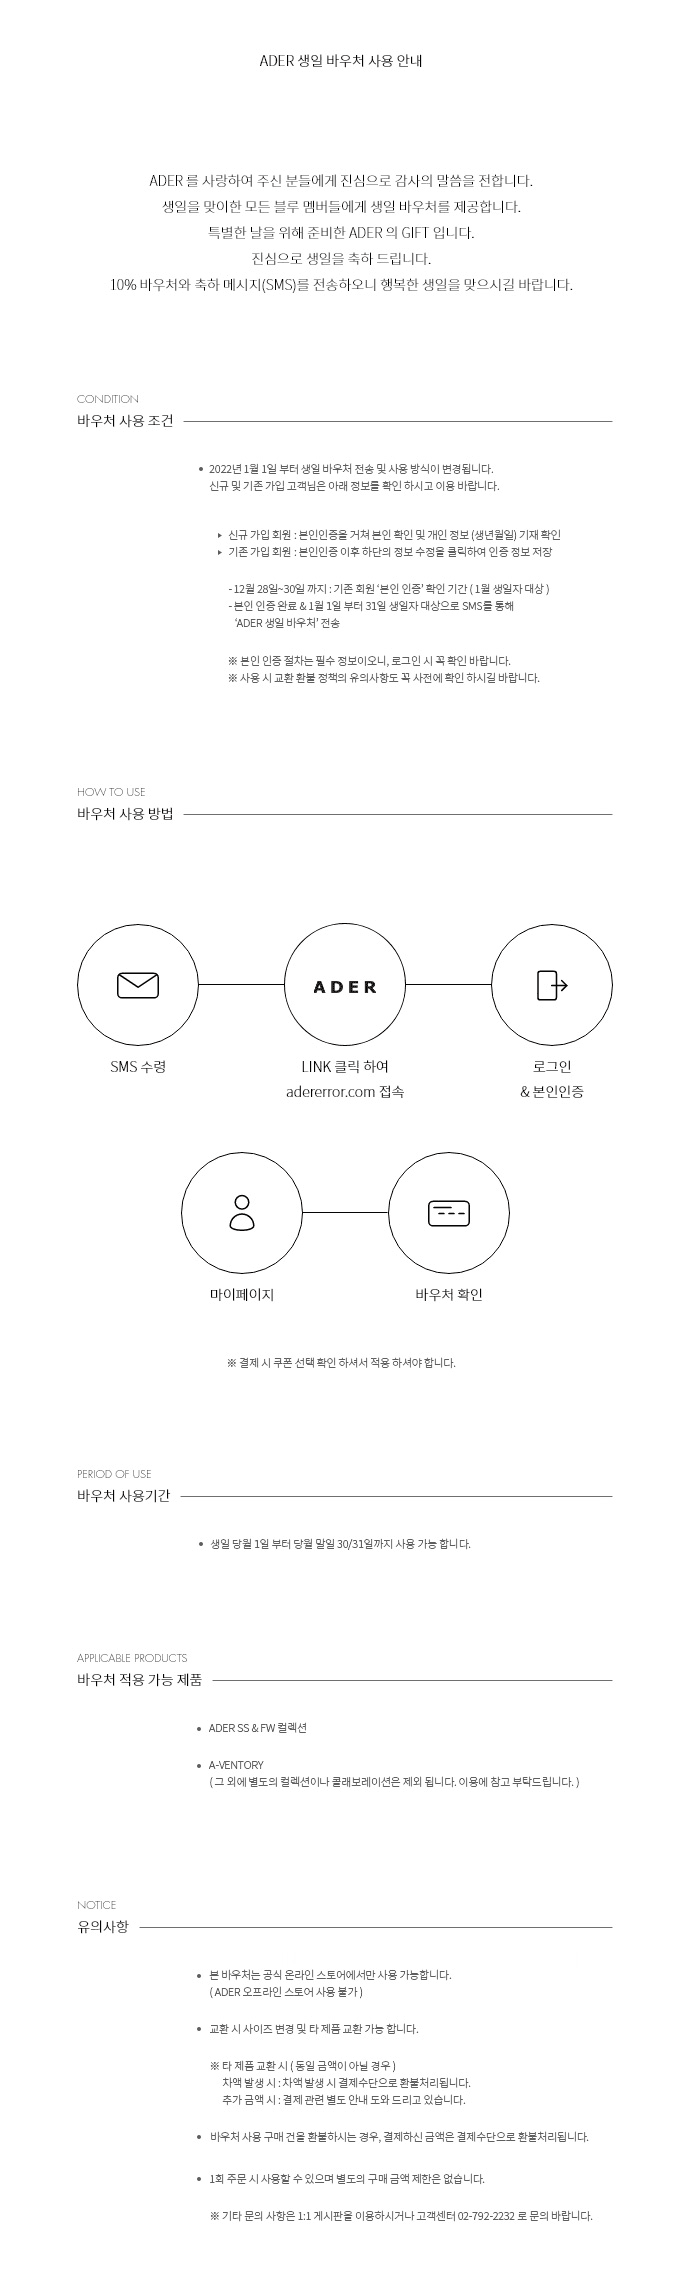 ADER 생일 바우처 사용 안내
ADER 를 사랑하여 주신 분들에게 진심으로 감사의 말씀을 전합니다.
생일을 맞이한 모든 블루 멤버들에게 생일 바우처를 제공합니다.
특별한 날을 위해 준비한 ADER 의 GIFT 입니다.
진심으로 생일을 축하 드립니다.
10% 바우처와 축하 메시지(SMS)를 전송하오니 행복한 생일을 맞으시길 바랍니다.
CONDITION
바우처 사용 조건
• 2022년 1월 1일 부터 생일 바우처 전송 및 사용 방식이 변경됩니다.
신규 및 기존 가입 고객님은 아래 정보를 확인 하시고 이용 바랍니다.
▸ 신규 가입 회원 : 본인인증을 거쳐 본인 확인 및 개인 정보 (생년월일) 기재 확인
▸ 기존 가입 회원 : 본인인증 이후 하단의 정보 수정을 클릭하여 인증 정보 저장
- 12월 28일~30일 까지 : 기존 회원 ‘본인 인증’ 확인 기간 ( 1월 생일자 대상 )
- 본인 인증 완료 & 1월 1일 부터 31일 생일자 대상으로 SMS를 통해
‘ADER 생일 바우처’ 전송
※ 본인 인증 절차는 필수 정보이오니, 로그인 시 꼭 확인 바랍니다.
※ 사용 시 교환 환불 정책의 유의사항도 꼭 사전에 확인 하시길 바랍니다.
HOW TO USE
바우처 사용 방법
ADER
SMS 수령
LINK 클릭 하여
adererror.com 접속
로그인
& 본인인증
마이페이지
바우처 확인
※ 결제 시 쿠폰 선택 확인 하셔서 적용 하셔야 합니다.
PERIOD OF USE
바우처 사용기간
• 생일 당월 1일 부터 당월 말일 30/31일까지 사용 가능 합니다.
APPLICABLE PRODUCTS
바우처 적용 가능 제품
• ADER SS & FW 컬렉션
• A-VENTORY
( 그 외에 별도의 컬렉션이나 콜래보레이션은 제외 됩니다. 이용에 참고 부탁드립니다. )
NOTICE
유의사항
• 본 바우처는 공식 온라인 스토어에서만 사용 가능합니다.
( ADER 오프라인 스토어 사용 불가 )
• 교환 시 사이즈 변경 및 타 제품 교환 가능 합니다.
※ 타 제품 교환 시 ( 동일 금액이 아닐 경우 )
차액 발생 시 : 차액 발생 시 결제수단으로 환불처리됩니다.
추가 금액 시 : 결제 관련 별도 안내 도와 드리고 있습니다.
• 바우처 사용 구매 건을 환불하시는 경우, 결제하신 금액은 결제수단으로 환불처리됩니다.
• 1회 주문 시 사용할 수 있으며 별도의 구매 금액 제한은 없습니다.
※ 기타 문의 사항은 1:1 게시판을 이용하시거나 고객센터 02-792-2232 로 문의 바랍니다.